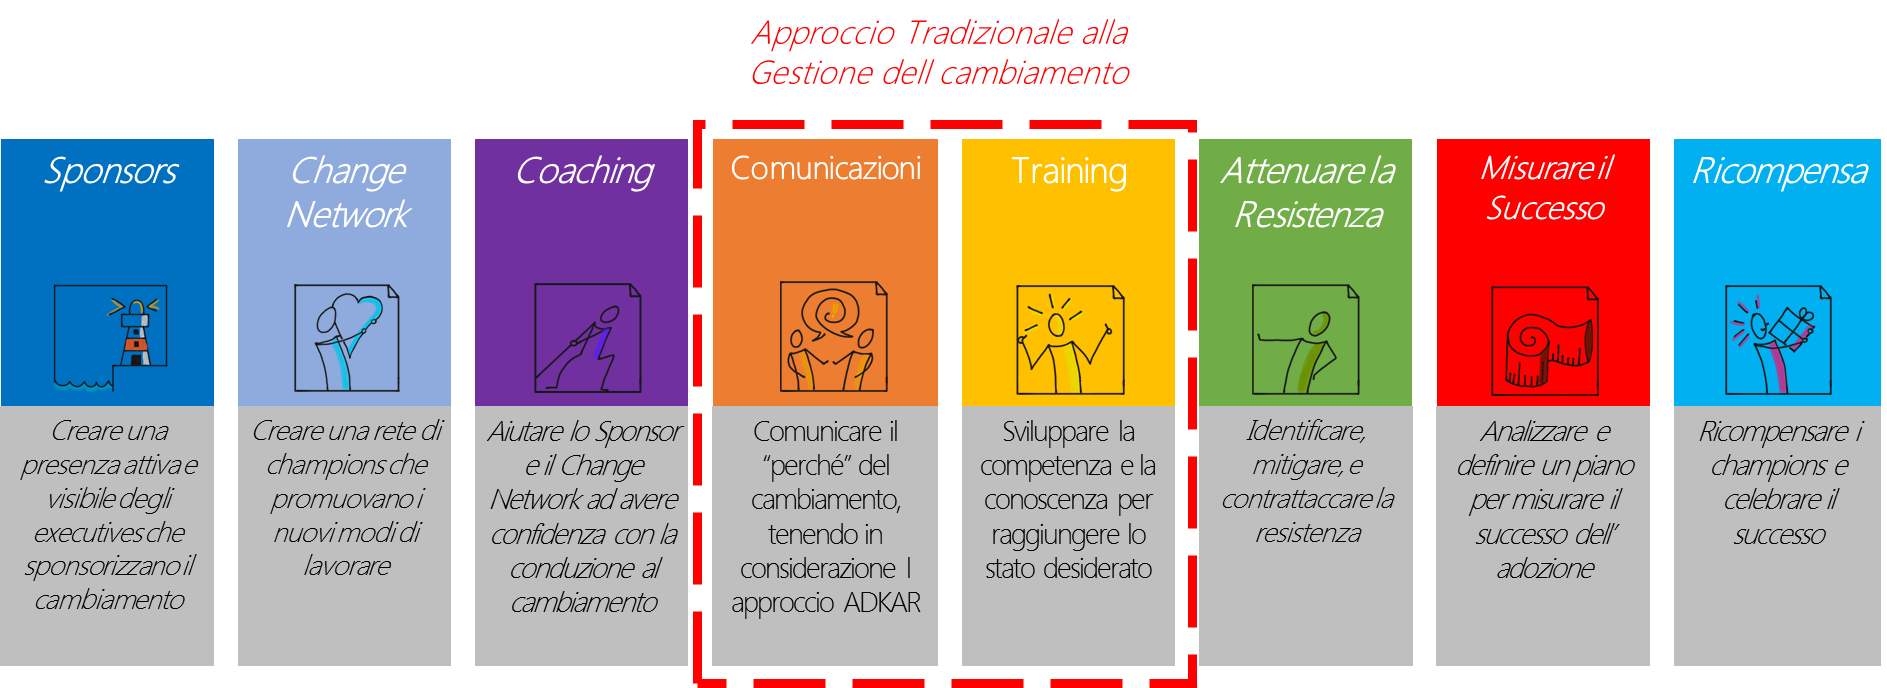 Approccio Tradizionale alla
Gestione dell cambiamento
Sponsors
Creare una
presenza attiva e
visibile degli
executives che
sponsorizzano il
cambiamento
Change
Network
Creare una rete di
champions che
promuovano i
nuovi modi di
lavorare
Coaching
Aiutare lo Sponsor
e il Change
Network ad avere
confidenza con la
conduzione al
cambiamento
Comunicazioni
Comunicare il
“perché” del
cambiamento,
tenendo in
considerazione l
approccio ADKAR
Training
Sviluppare la
competenza e la
conoscenza per
raggiungere lo
stato desiderato
Attenuare la
Resistenza
Identificare,
mitigare, e
contrattaccare la
resistenza
Misurare il
Successo
Analizzare e
definire un piano
per misurare il
successo dell’
adozione
Ricompensa
Ricompensare i
champions e
celebrare il
successo